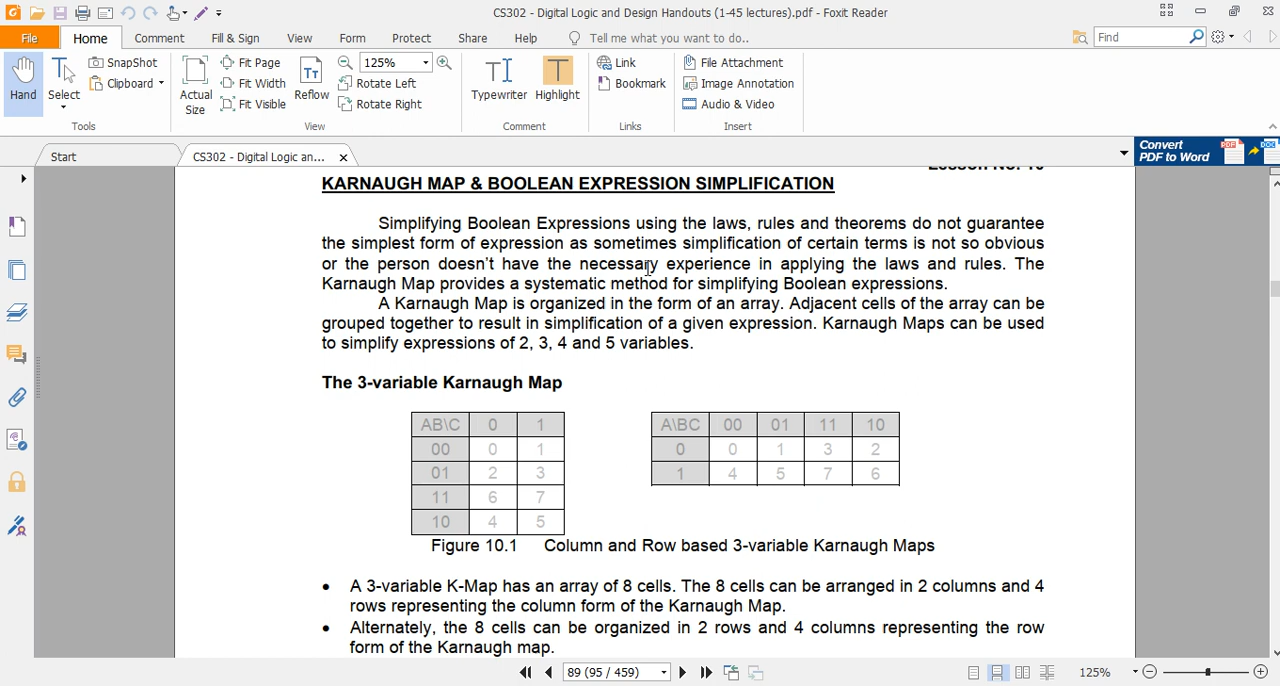 CS302 - Digital Logic and Design Handouts (1-45 lectures).pdf - Foxit Reader
File Home Comment Fill & Sign View Form Protect Share Help Tell me what you want to do.. Find
Hand
Select
SnapShot
Clipboard
Tools
Actual Size
Fit Page
Fit Width
Fit Visible
Reflow
125%
Rotate Left
Rotate Right
View
Typewriter
Highlight
Comment
Link
Bookmark
Links
File Attachment
Image Annotation
Audio & Video
Insert
Start
CS302 - Digital Logic an...
Convert
PDF to Word
PDF DOC
KARNAUGH MAP & BOOLEAN EXPRESSION SIMPLIFICATION
Simplifying Boolean Expressions using the laws, rules and theorems do not guarantee
the simplest form of expression as sometimes simplification of certain terms is not so obvious
or the person doesn't have the necessary experience in applying the laws and rules. The
Karnaugh Map provides a systematic method for simplifying Boolean expressions.
A Karnaugh Map is organized in the form of an array. Adjacent cells of the array can be
grouped together to result in simplification of a given expression. Karnaugh Maps can be used
to simplify expressions of 2, 3, 4 and 5 variables.
The 3-variable Karnaugh Map
AB\C 0 1
00 0 1
01 2 3
11 6 7
10 4 5
A\BC 00 01 11 10
0 0 1 3 2
1 4 5 7 6
Figure 10.1 Column and Row based 3-variable Karnaugh Maps
• A 3-variable K-Map has an array of 8 cells. The 8 cells can be arranged in 2 columns and 4
rows representing the column form of the Karnaugh Map.
• Alternately, the 8 cells can be organized in 2 rows and 4 columns representing the row
form of the Karnaugh map.
89 (95 / 459)
125%